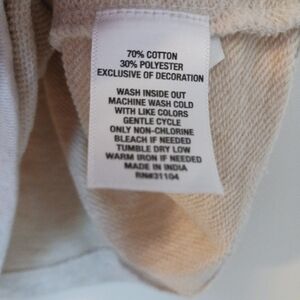 70% COTTON
30% POLYESTER
EXCLUSIVE OF DECORATION
WASH INSIDE OUT
MACHINE WASH COLD
WITH LIKE COLORS
GENTLE CYCLE
ONLY NON-CHLORINE
BLEACH IF NEEDED
TUMBLE DRY LOW
WARM IRON IF NEEDED
MADE IN INDIA
RN#31104